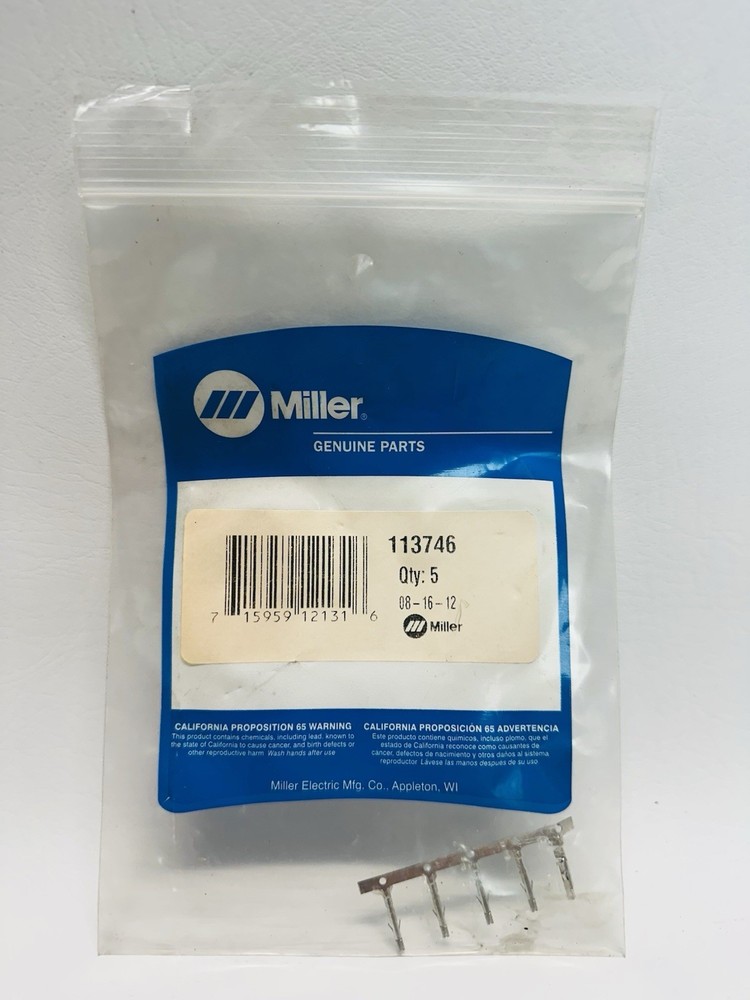 Miller®
GENUINE PARTS
113746
Qty: 5
08-16-12
Miller
7 15959 12131 6
CALIFORNIA PROPOSITION 65 WARNING
This product contains chemicals, including lead, known to
the state of California to cause cancer, and birth defects or
other reproductive harm. Wash hands after use
CALIFORNIA PROPOSICIÓN 65 ADVERTENCIA
Este producto contiene químicos, incluso plomo, que el
estado de California reconoce como causantes de
cáncer, defectos de nacimiento y otros daños al sistema
reproductor. Lávese las manos después de su uso.
Miller Electric Mfg. Co., Appleton, WI